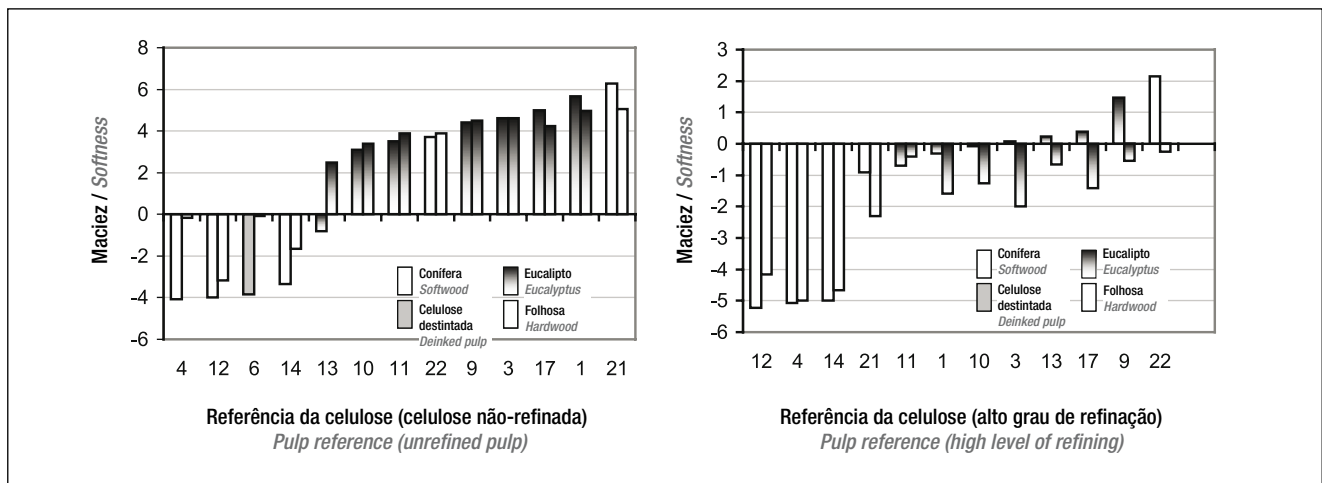 8
6
4
2
0
-2
-4
-6
Maciez / Softness
Conífera
Softwood
Eucalipto
Eucalyptus
Celulose
destintada
Deinked pulp
Folhosa
Hardwood
4 12 6 14 13 10 11 22 9 3 17 1 21
Referência da celulose (celulose não-refinada)
Pulp reference (unrefined pulp)
3
2
1
0
-1
-2
-3
-4
-5
-6
Maciez / Softness
Conífera
Softwood
Eucalipto
Eucalyptus
Celulose
destintada
Deinked pulp
Folhosa
Hardwood
12 4 14 21 11 1 10 3 13 17 9 22
Referência da celulose (alto grau de refinação)
Pulp reference (high level of refining)